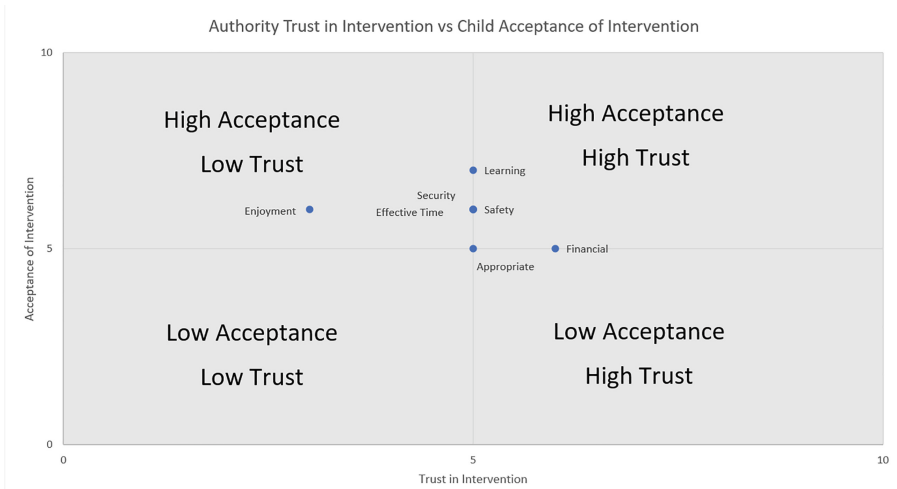 Authority Trust in Intervention vs Child Acceptance of Intervention
10
High Acceptance
Low Trust
High Acceptance
High Trust
Learning
Security
Effective Time
Safety
Enjoyment
Acceptance of Intervention
5
Financial
Appropriate
Low Acceptance
Low Trust
Low Acceptance
High Trust
0
0
5
10
Trust in Intervention